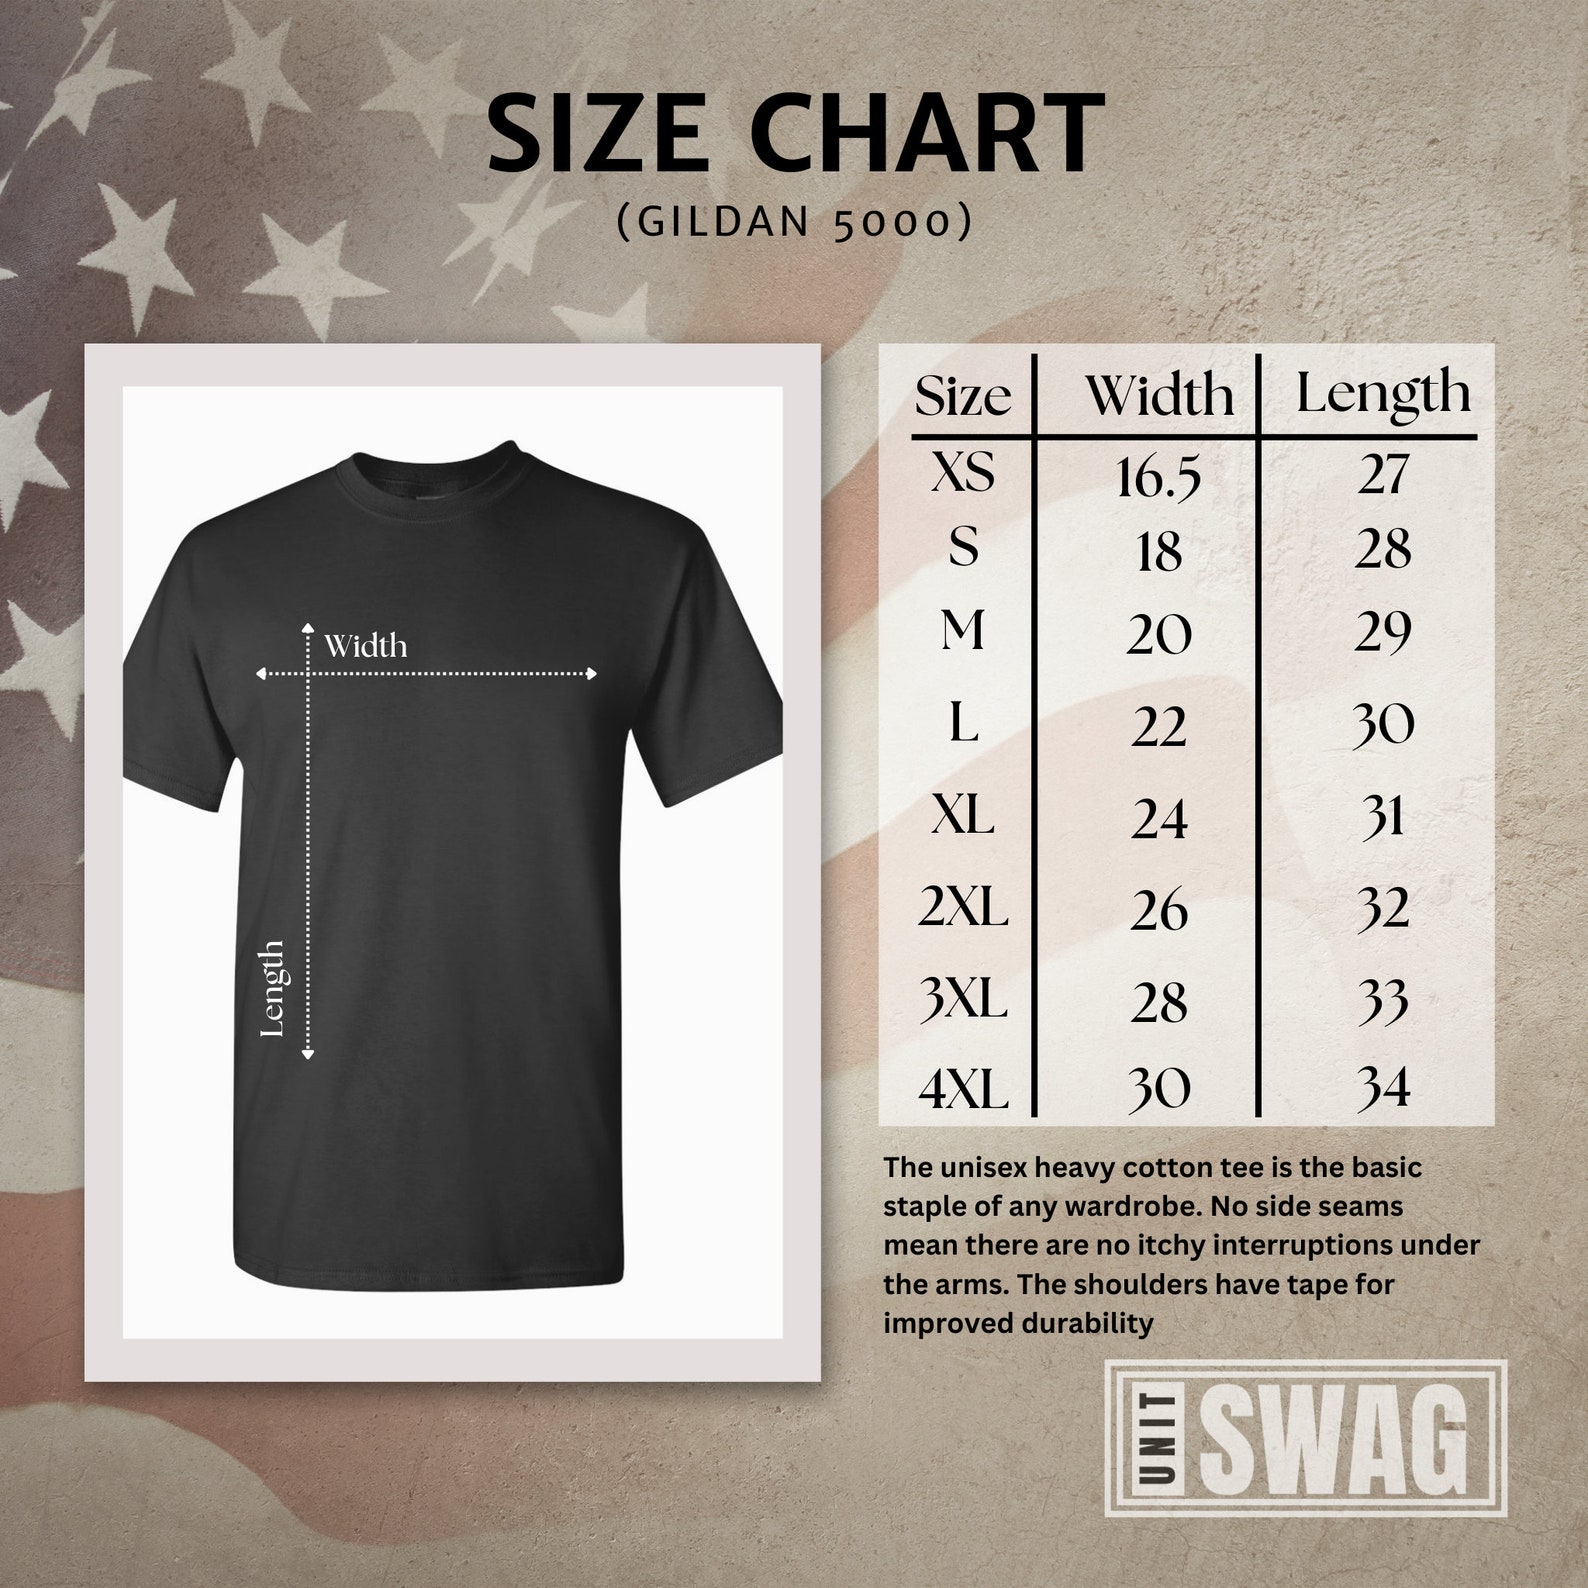 SIZE CHART
(GILDAN 5000)
Width
Length
Size Width Length
XS 16.5 27
S 18 28
M 20 29
L 22 30
XL 24 31
2XL 26 32
3XL 28 33
4XL 30 34
The unisex heavy cotton tee is the basic
staple of any wardrobe. No side seams
mean there are no itchy interruptions under
the arms. The shoulders have tape for
improved durability
UNIT SWAG